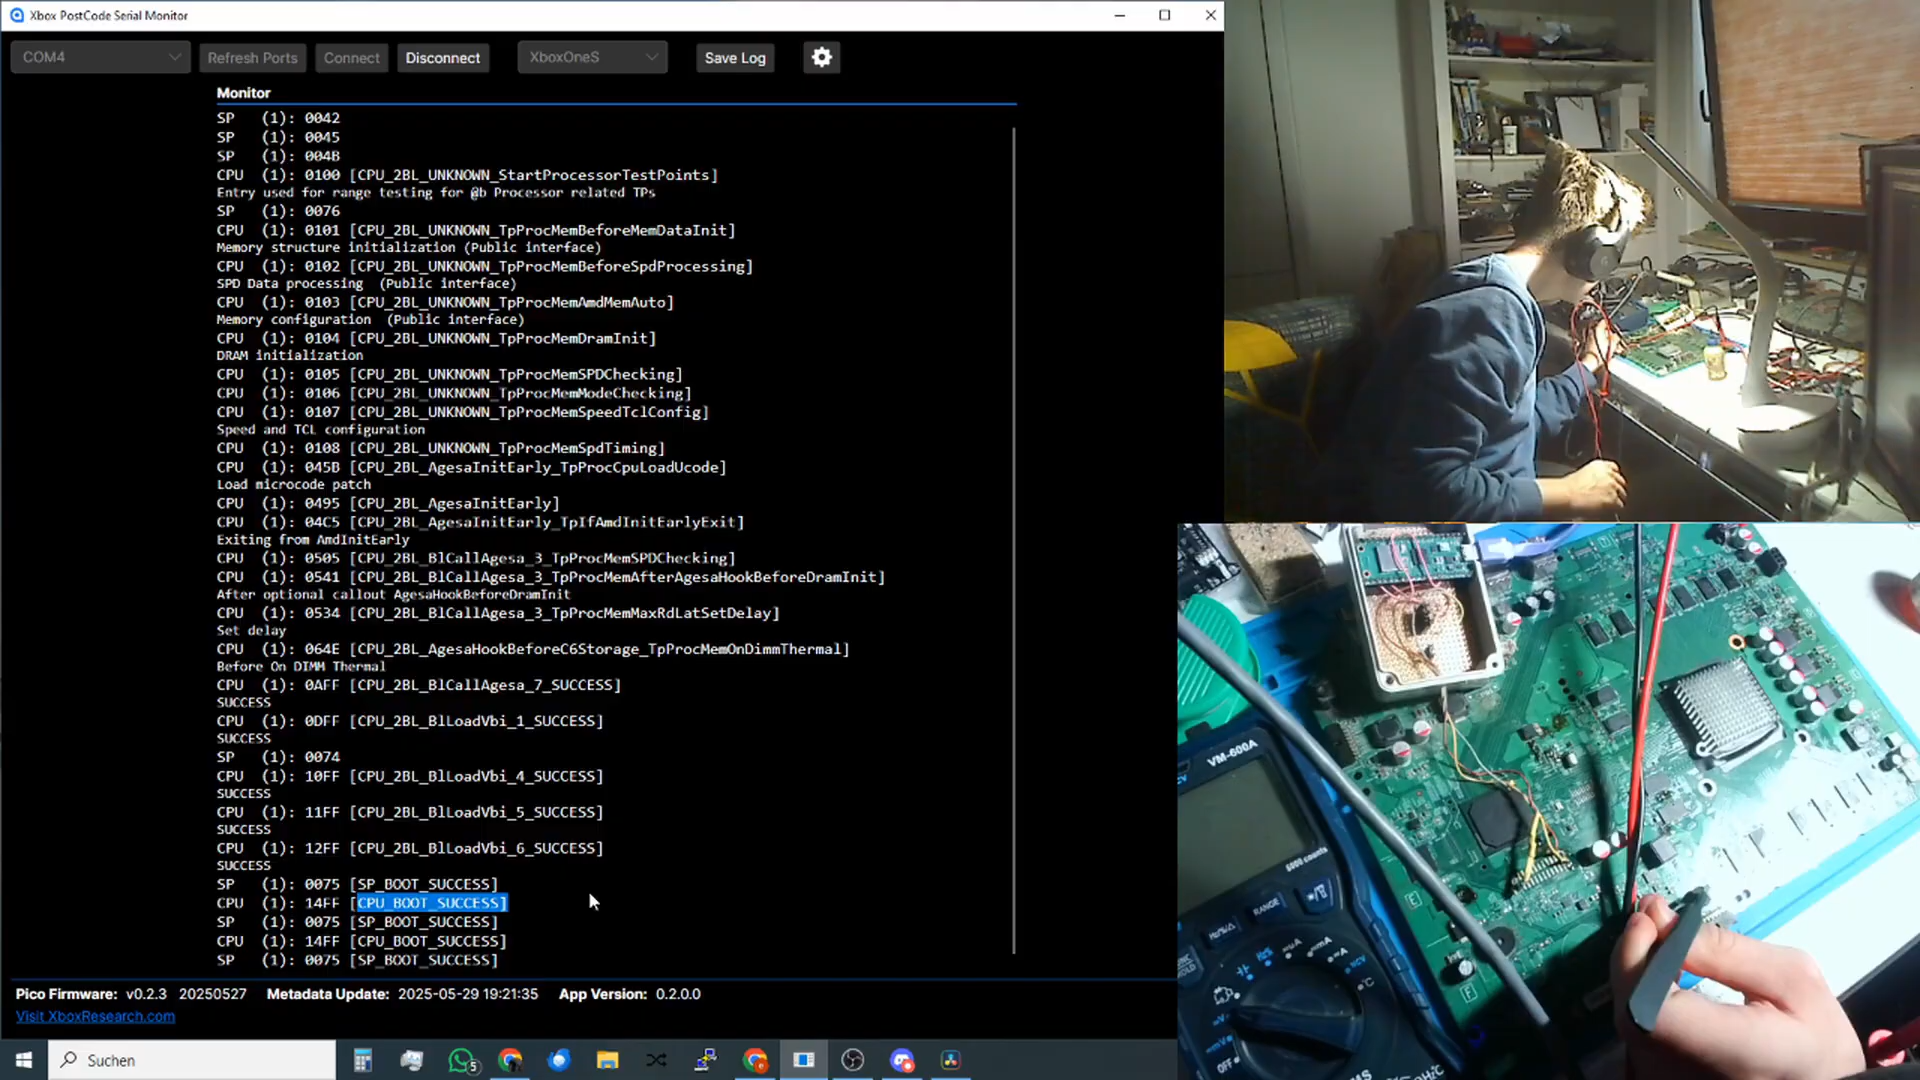 Xbox PostCode Serial Monitor
COM4
Refresh Ports
Connect
Disconnect
XboxOneS
Save Log
Monitor
SP (1): 0042
SP (1): 0045
SP (1): 004B
CPU (1): 0100 [CPU_2BL_UNKNOWN_StartProcessorTestPoints]
Entry used for range testing for @b Processor related TPs
SP (1): 0076
CPU (1): 0101 [CPU_2BL_UNKNOWN_TpProcMemBeforeMemDataInit]
Memory structure initialization (Public interface)
CPU (1): 0102 [CPU_2BL_UNKNOWN_TpProcMemBeforeSpdProcessing]
SPD Data processing (Public interface)
CPU (1): 0103 [CPU_2BL_UNKNOWN_TpProcMemAmdMemAuto]
Memory configuration (Public interface)
CPU (1): 0104 [CPU_2BL_UNKNOWN_TpProcMemDramInit]
DRAM initialization
CPU (1): 0105 [CPU_2BL_UNKNOWN_TpProcMemSPDChecking]
CPU (1): 0106 [CPU_2BL_UNKNOWN_TpProcMemModeChecking]
CPU (1): 0107 [CPU_2BL_UNKNOWN_TpProcMemSpeedTclConfig]
Speed and TCL configuration
CPU (1): 0108 [CPU_2BL_UNKNOWN_TpProcMemSpdTiming]
CPU (1): 045B [CPU_2BL_AgesaInitEarly_TpProcCpuLoadUcode]
Load microcode patch
CPU (1): 0495 [CPU_2BL_AgesaInitEarly]
CPU (1): 04C5 [CPU_2BL_AgesaInitEarly_TpIfAmdInitEarlyExit]
Exiting from AmdInitEarly
CPU (1): 0505 [CPU_2BL_BlCallAgesa_3_TpProcMemSPDChecking]
CPU (1): 0541 [CPU_2BL_BlCallAgesa_3_TpProcMemAfterAgesaHookBeforeDramInit]
After optional callout AgesaHookBeforeDramInit
CPU (1): 0534 [CPU_2BL_BlCallAgesa_3_TpProcMemMaxRdLatSetDelay]
Set delay
CPU (1): 064E [CPU_2BL_AgesaHookBeforeC6Storage_TpProcMemOnDimmThermal]
Before On DIMM Thermal
CPU (1): 0AFF [CPU_2BL_BlCallAgesa_7_SUCCESS]
SUCCESS
CPU (1): 0DFF [CPU_2BL_BlLoadVbi_1_SUCCESS]
SUCCESS
SP (1): 0074
CPU (1): 10FF [CPU_2BL_BlLoadVbi_4_SUCCESS]
SUCCESS
CPU (1): 11FF [CPU_2BL_BlLoadVbi_5_SUCCESS]
SUCCESS
CPU (1): 12FF [CPU_2BL_BlLoadVbi_6_SUCCESS]
SUCCESS
SP (1): 0075 [SP_BOOT_SUCCESS]
CPU (1): 14FF [CPU_BOOT_SUCCESS]
SP (1): 0075 [SP_BOOT_SUCCESS]
CPU (1): 14FF [CPU_BOOT_SUCCESS]
SP (1): 0075 [SP_BOOT_SUCCESS]
Pico Firmware: v0.2.3 20250527 Metadata Update: 2025-05-29 19:21:35 App Version: 0.2.0.0
Visit XboxResearch.com
Suchen
5
VM-600A
6000 counts
RANGE
OFF
E
F